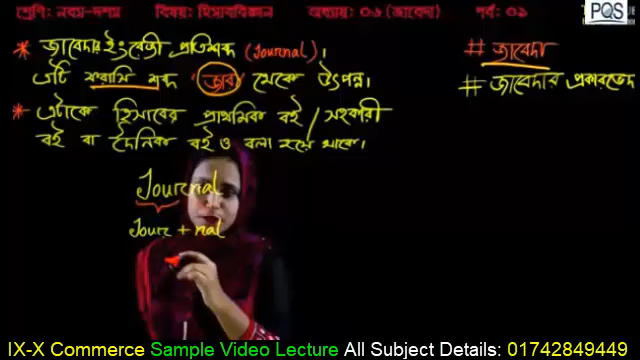 শ্রেণি: নবম-দশম বিষয়: হিসাববিজ্ঞান অধ্যায়: ০৬ (জাবেদা) পর্ব: ০১
PQS
* জাবেদার ইংরেজী প্রতিশব্দ (Journal)।
এটি ফরাসি শব্দ (জার) থেকে উৎপন্ন।
* এটাকে হিসাবের প্রাথমিক বই / সহকারী
বই বা দৈনিক বই ও বলা হয়ে থাকে।
# জাবেদা
# জাবেদার প্রকারভেদ
Journal
Jour + nal
IX-X Commerce Sample Video Lecture All Subject Details: 01742849449